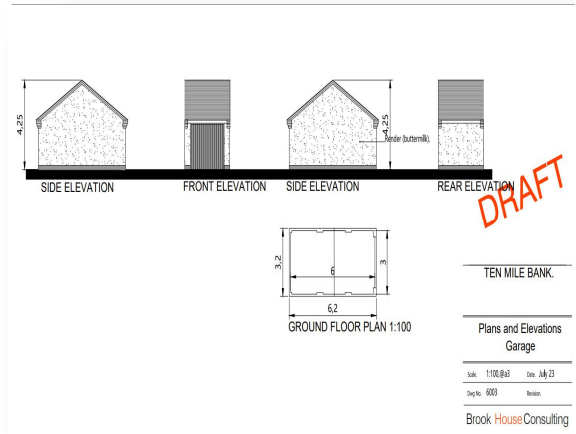 4,25
4,25
Render (buttermilk).
SIDE ELEVATION
FRONT ELEVATION
SIDE ELEVATION
REAR ELEVATION
DRAFT
3,2
6
3
6,2
GROUND FLOOR PLAN 1:100
TEN MILE BANK.
Plans and Elevations
Garage
Scale. 1:100,@a3 Date. July 23
Dwg No. 6003 Revision.
Brook House Consulting